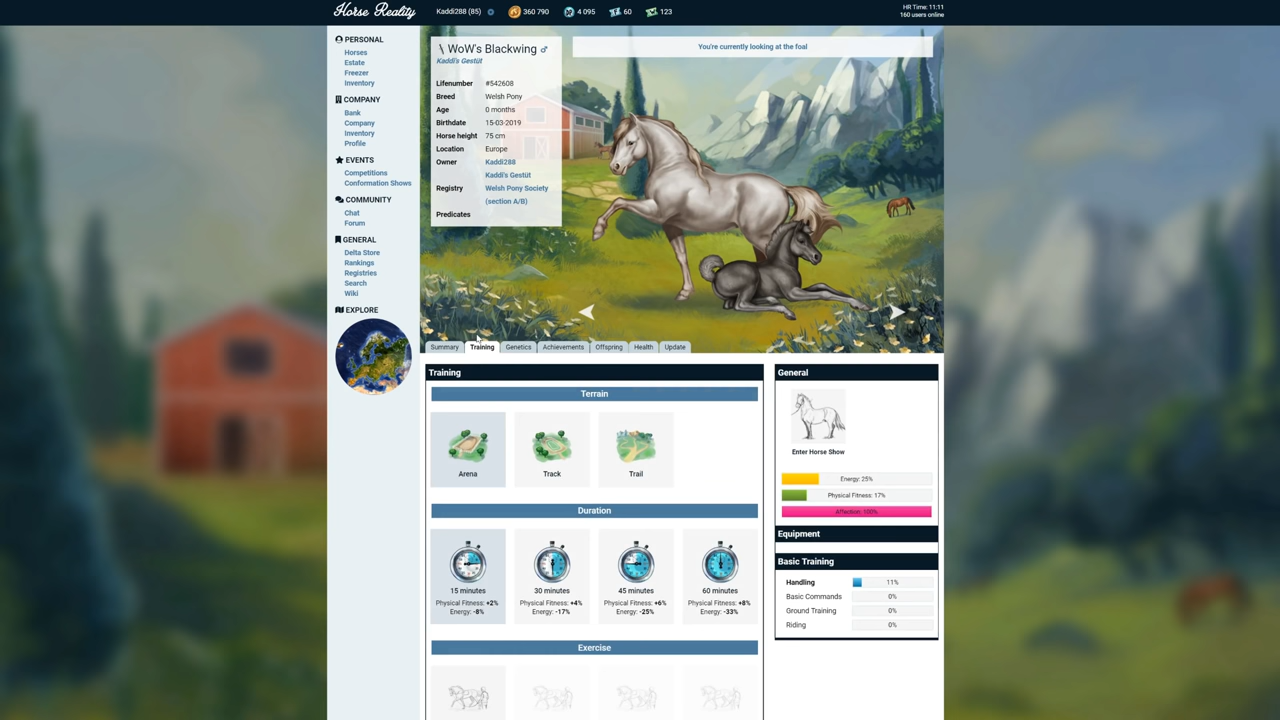 Horse Reality
Kaddi288 (85)
360 790
4 095
60
123
HR Time: 11:11
160 users online
PERSONAL
Horses
Estate
Freezer
Inventory
COMPANY
Bank
Company
Inventory
Profile
EVENTS
Competitions
Conformation Shows
COMMUNITY
Chat
Forum
GENERAL
Delta Store
Rankings
Registries
Search
Wiki
EXPLORE
WoW's Blackwing
Kaddi's Gestüt
Lifenumber #542608
Breed Welsh Pony
Age 0 months
Birthdate 15-03-2019
Horse height 75 cm
Location Europe
Owner Kaddi288
Kaddi's Gestüt
Registry Welsh Pony Society
(section A/B)
Predicates
You're currently looking at the foal
Summary Training Genetics Achievements Offspring Health Update
Training
Terrain
Arena Track Trail
Duration
15 minutes 30 minutes 45 minutes 60 minutes
Physical Fitness: +2% Physical Fitness: +4% Physical Fitness: +6% Physical Fitness: +8%
Energy: -8% Energy: -17% Energy: -25% Energy: -33%
Exercise
General
Enter Horse Show
Energy: 25%
Physical Fitness: 17%
Affection: 100%
Equipment
Basic Training
Handling 11%
Basic Commands 0%
Ground Training 0%
Riding 0%